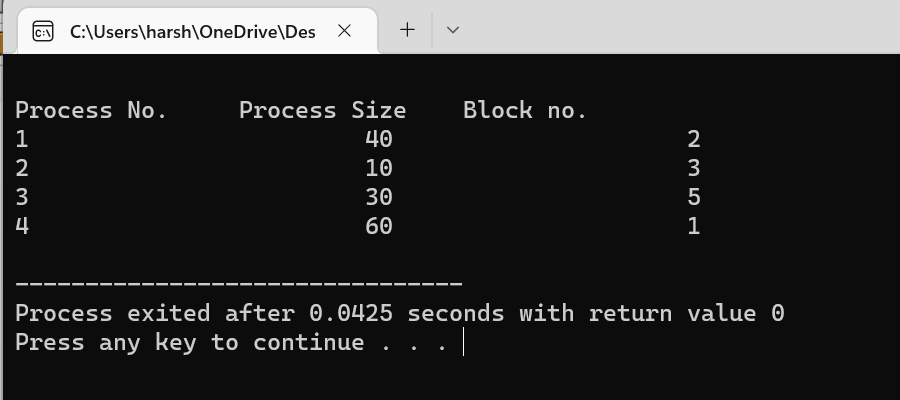 C:\Users\harsh\OneDrive\Des
Process No.     Process Size    Block no.
1                        40                     2
2                        10                     3
3                        30                     5
4                        60                     1
--------------------------------
Process exited after 0.0425 seconds with return value 0
Press any key to continue . . .